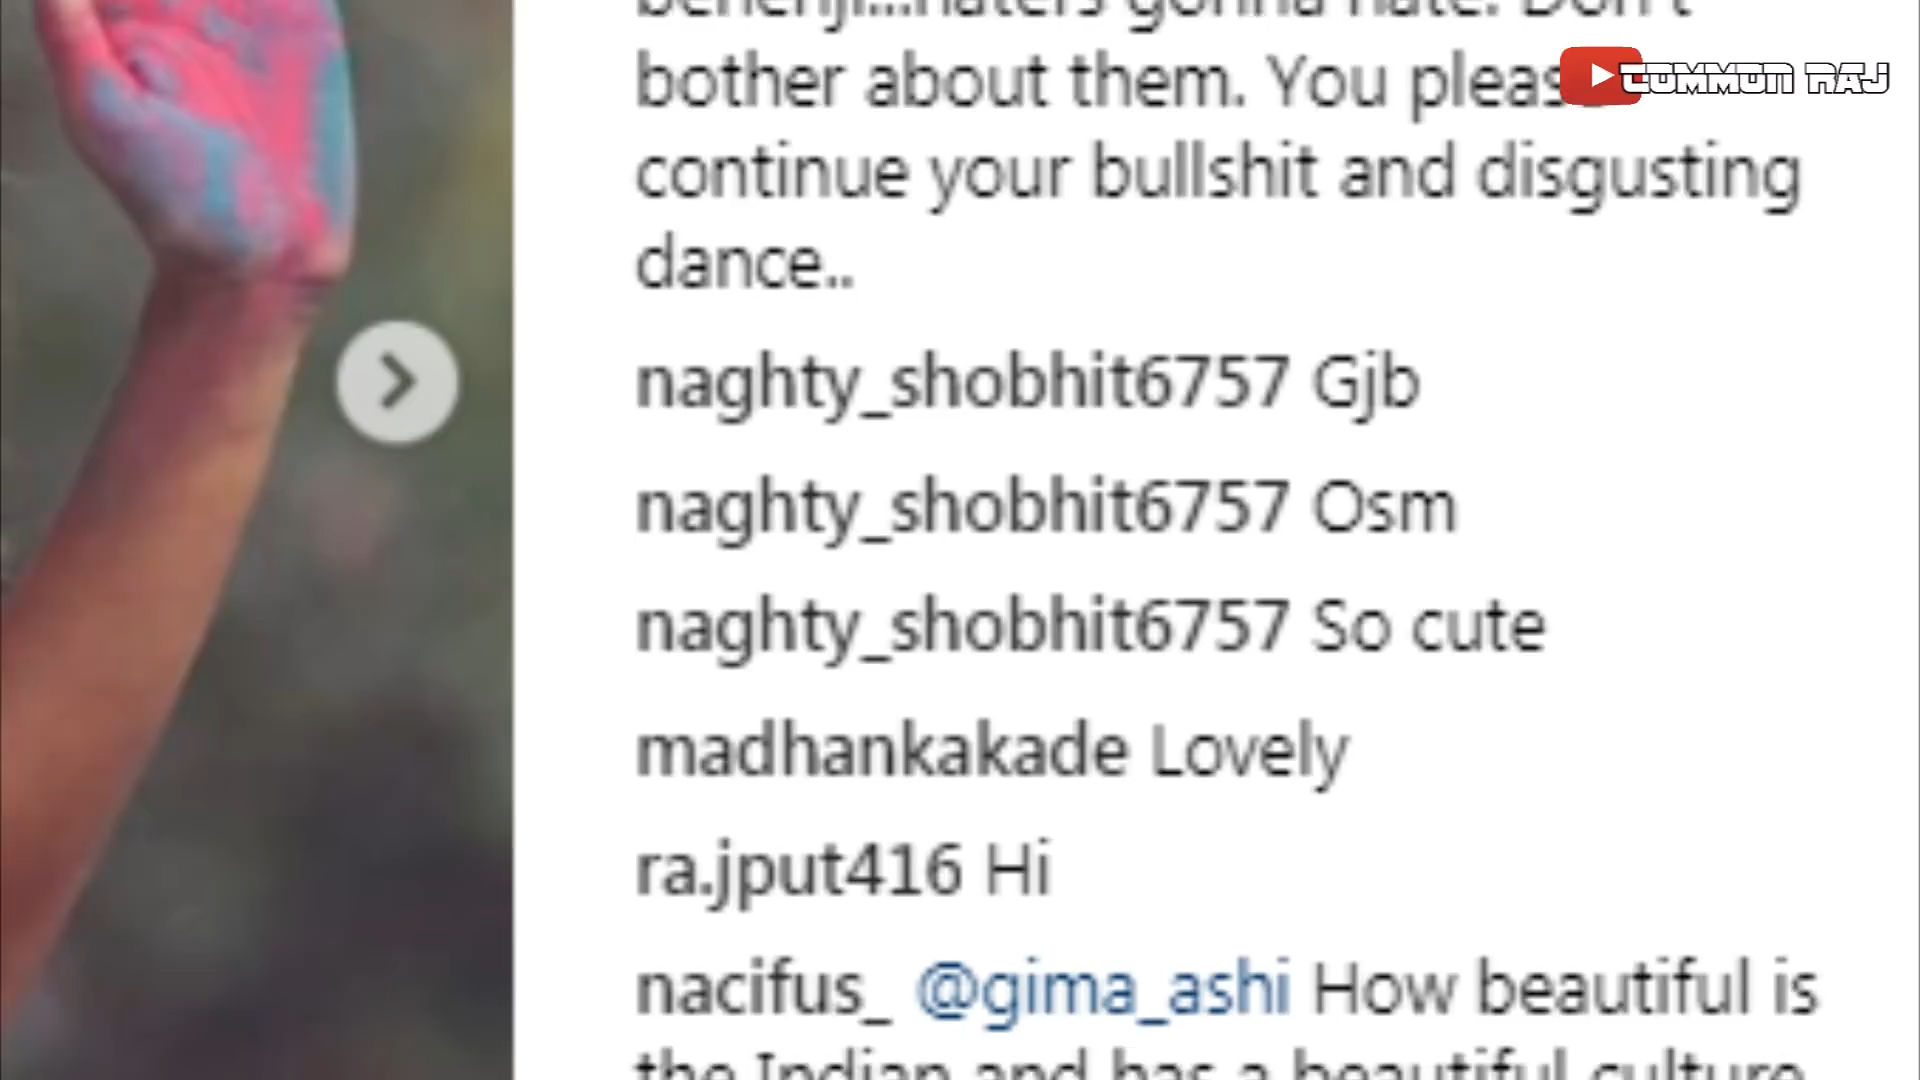 behenji...haters gonna hate. Don't
bother about them. You please
COMMON RAJ
continue your bullshit and disgusting
dance..
naghty_shobhit6757 Gjb
naghty_shobhit6757 Osm
naghty_shobhit6757 So cute
madhankakade Lovely
ra.jput416 Hi
nacifus_ @gima_ashi How beautiful is
the Indian and has a beautiful culture